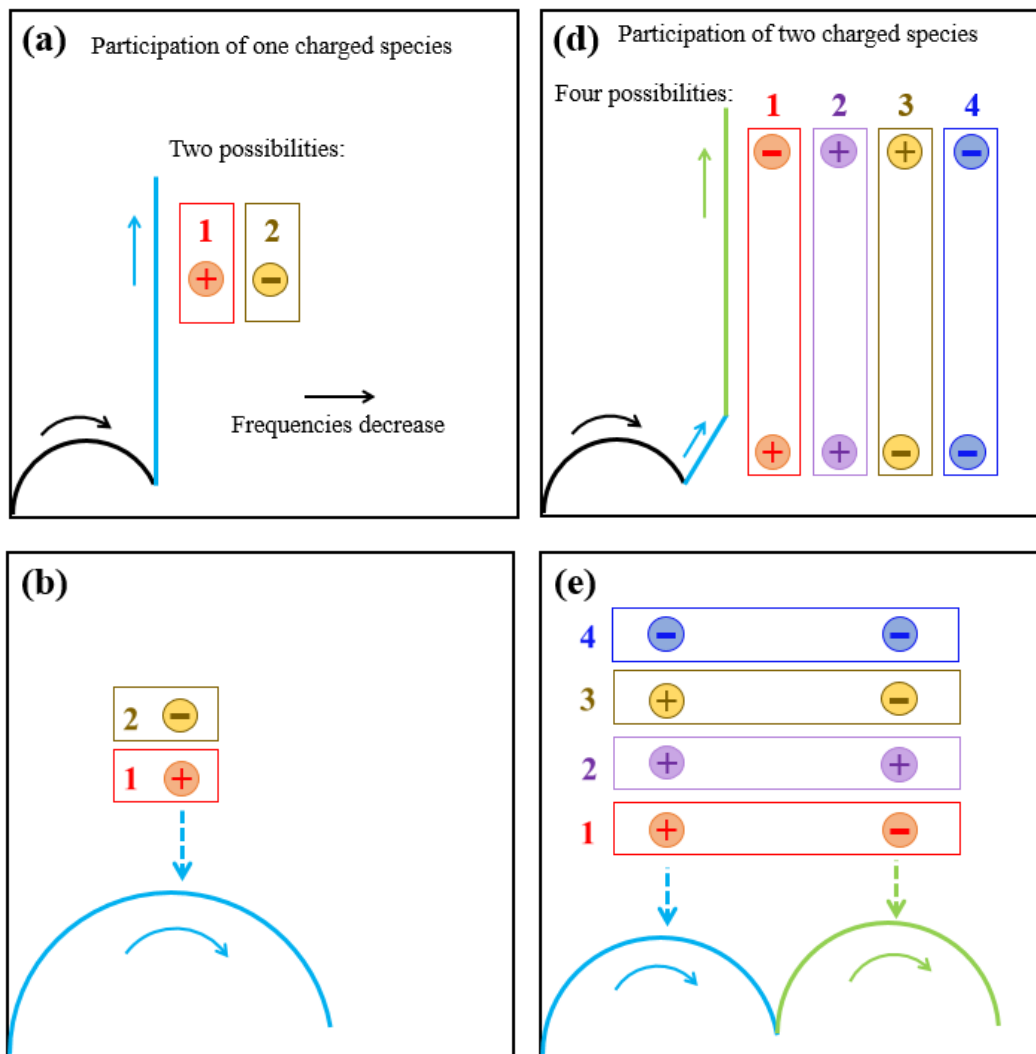 (a)
Participation of one charged species
Two possibilities:
1 2
+ −
Frequencies decrease
(d)
Participation of two charged species
Four possibilities:
1 2 3 4
− + + −
+ + − −
(b)
2 −
1 +
(e)
4 − −
3 + −
2 + +
1 + −